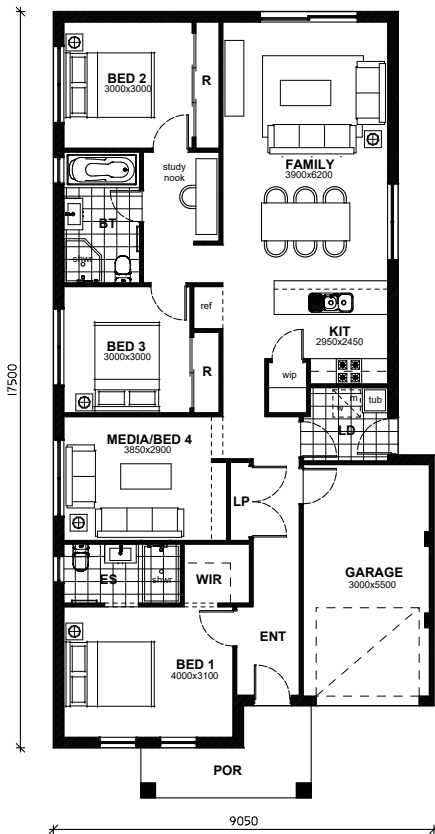 BED 2
3000x3000
R
FAMILY
3900x6200
study
nook
BT
shwr
ref
BED 3
3000x3000
R
KIT
2950x2450
wip
m
w
tub
LD
MEDIA/BED 4
3850x2900
LP
ES
shwr
WIR
GARAGE
3000x5500
ENT
BED 1
4000x3100
POR
17500
9050